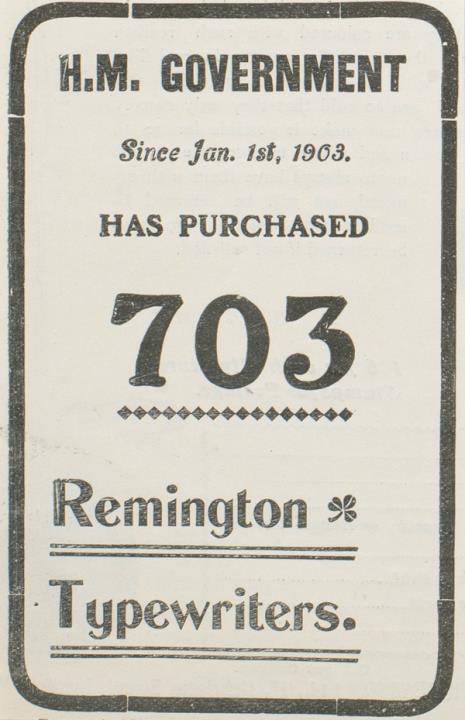 H.M. GOVERNMENT
Since Jan. 1st, 1903.
HAS PURCHASED
703
Remington
Typewriters.